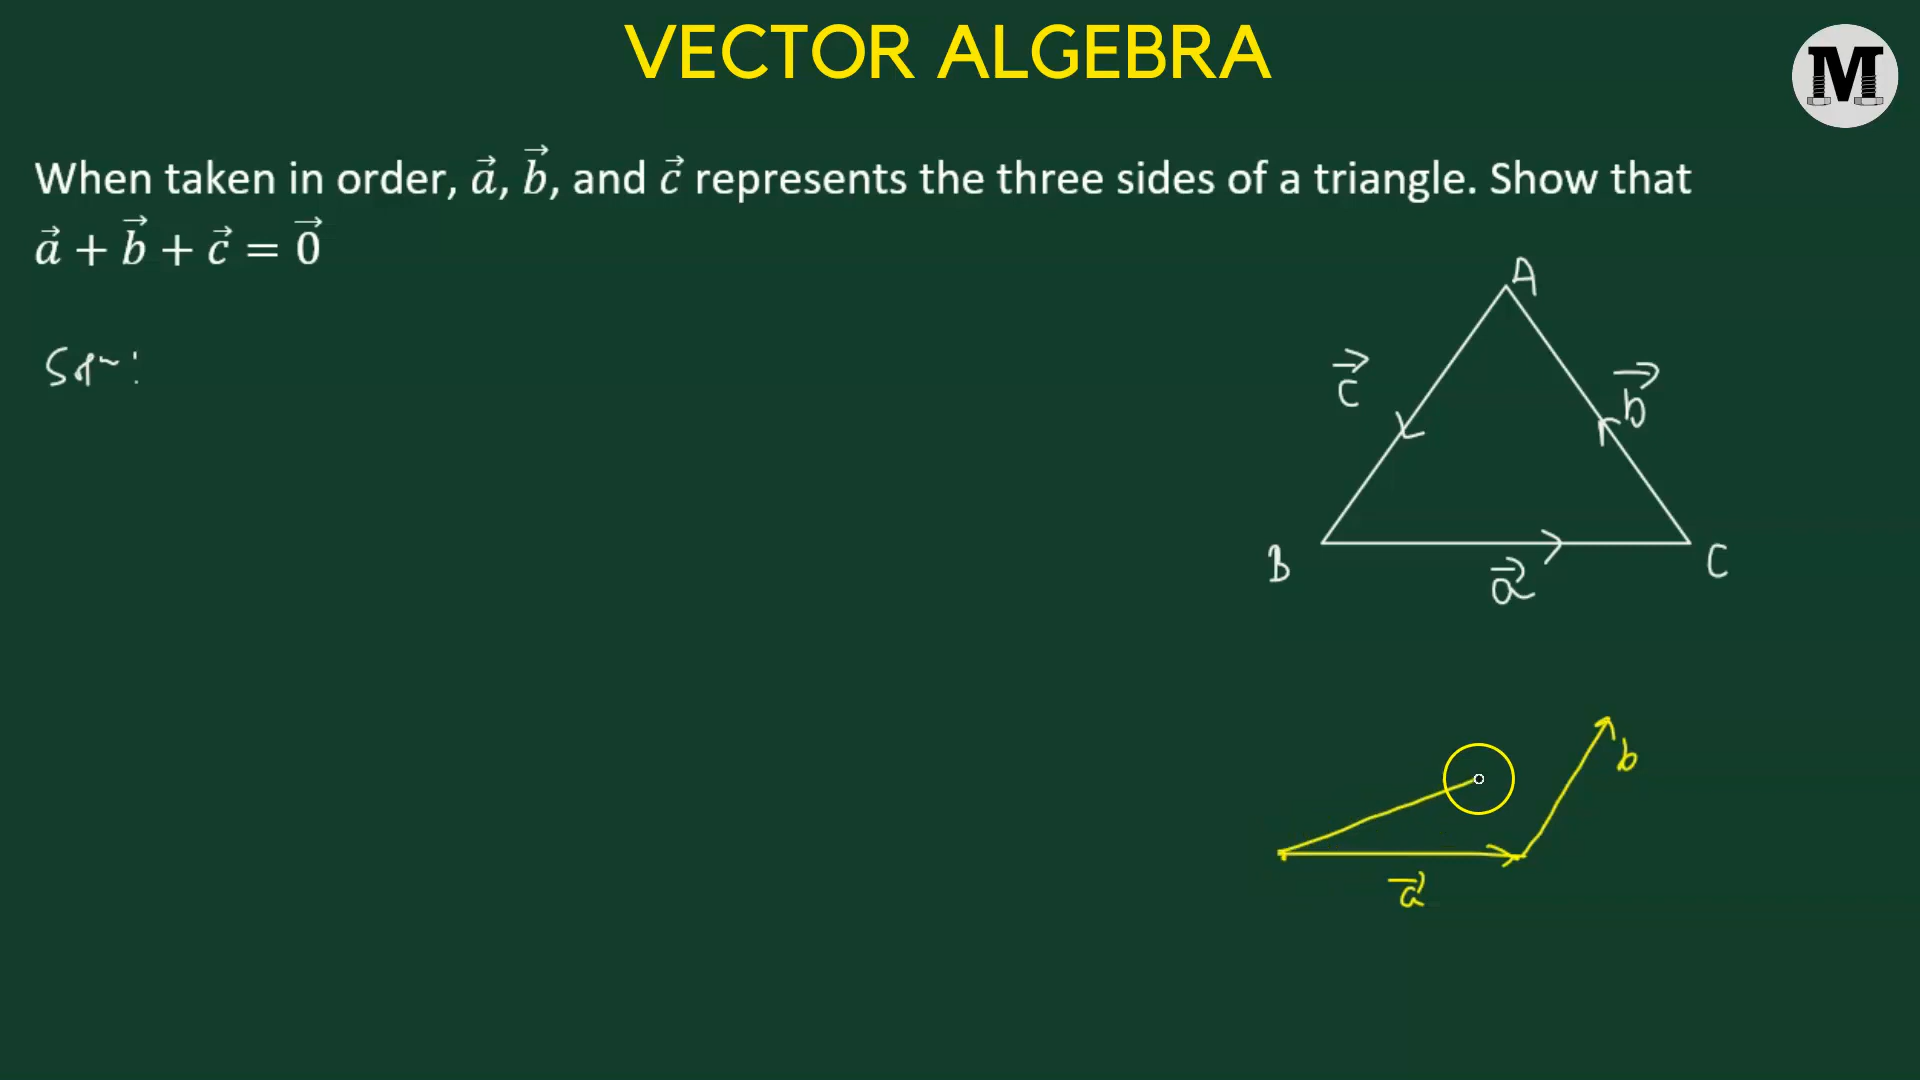 VECTOR ALGEBRA
M
When taken in order, a⃗, b⃗, and c⃗ represents the three sides of a triangle. Show that
a⃗ + b⃗ + c⃗ = 0⃗
A
c⃗
b⃗
B
a⃗
C
b
a⃗